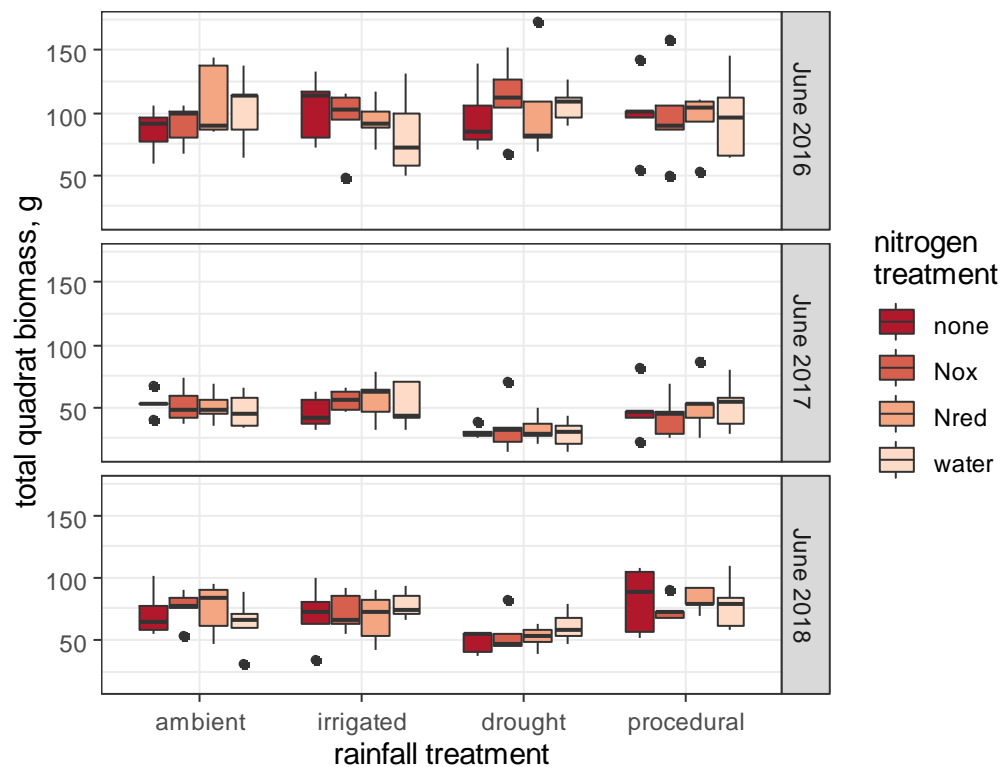 total quadrat biomass, g
150
100
50
June 2016
150
100
50
June 2017
150
100
50
June 2018
ambient
irrigated
drought
procedural
rainfall treatment
nitrogen
treatment
none
Nox
Nred
water